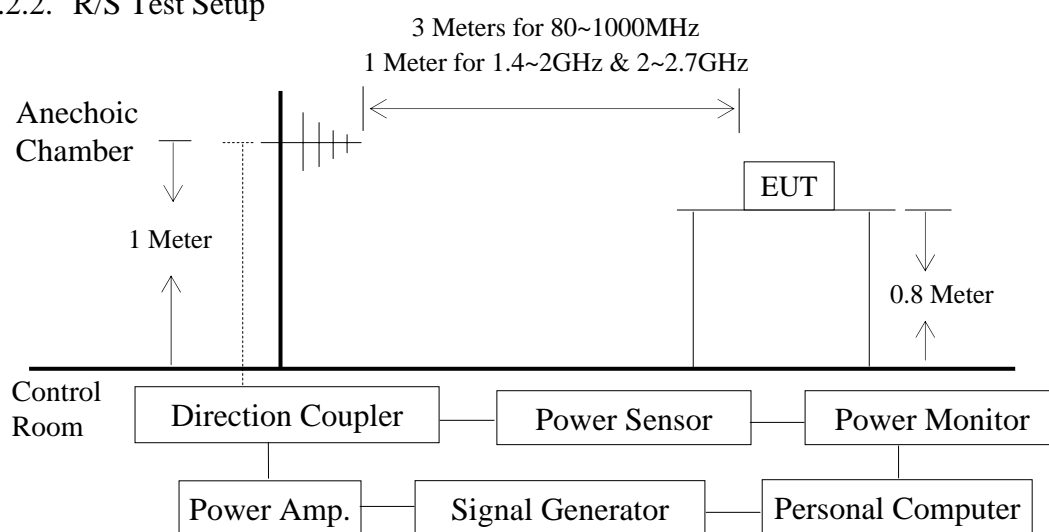 .2.2. R/S Test Setup
3 Meters for 80~1000MHz
1 Meter for 1.4~2GHz & 2~2.7GHz
Anechoic
Chamber
EUT
1 Meter
0.8 Meter
Control
Room
Direction Coupler
Power Sensor
Power Monitor
Power Amp.
Signal Generator
Personal Computer